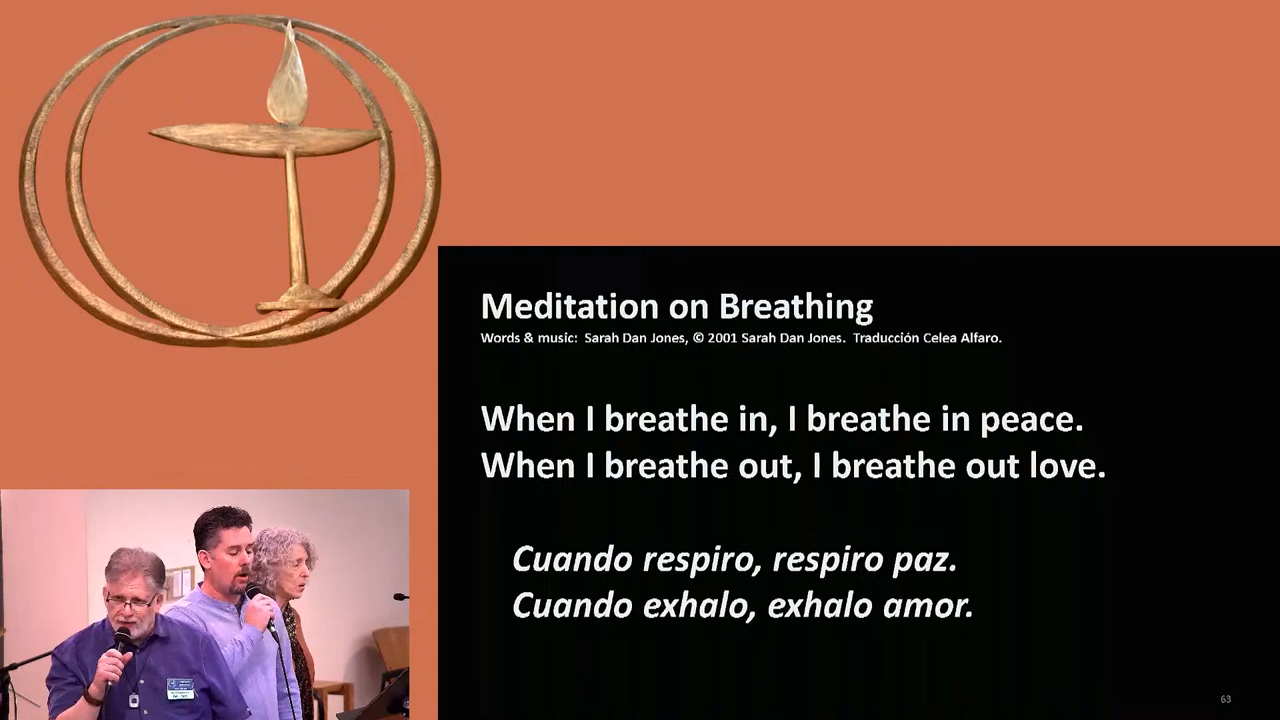 Meditation on Breathing
Words & music:  Sarah Dan Jones, © 2001 Sarah Dan Jones.  Traducción Celea Alfaro.
When I breathe in, I breathe in peace.
When I breathe out, I breathe out love.
Cuando respiro, respiro paz.
Cuando exhalo, exhalo amor.
63